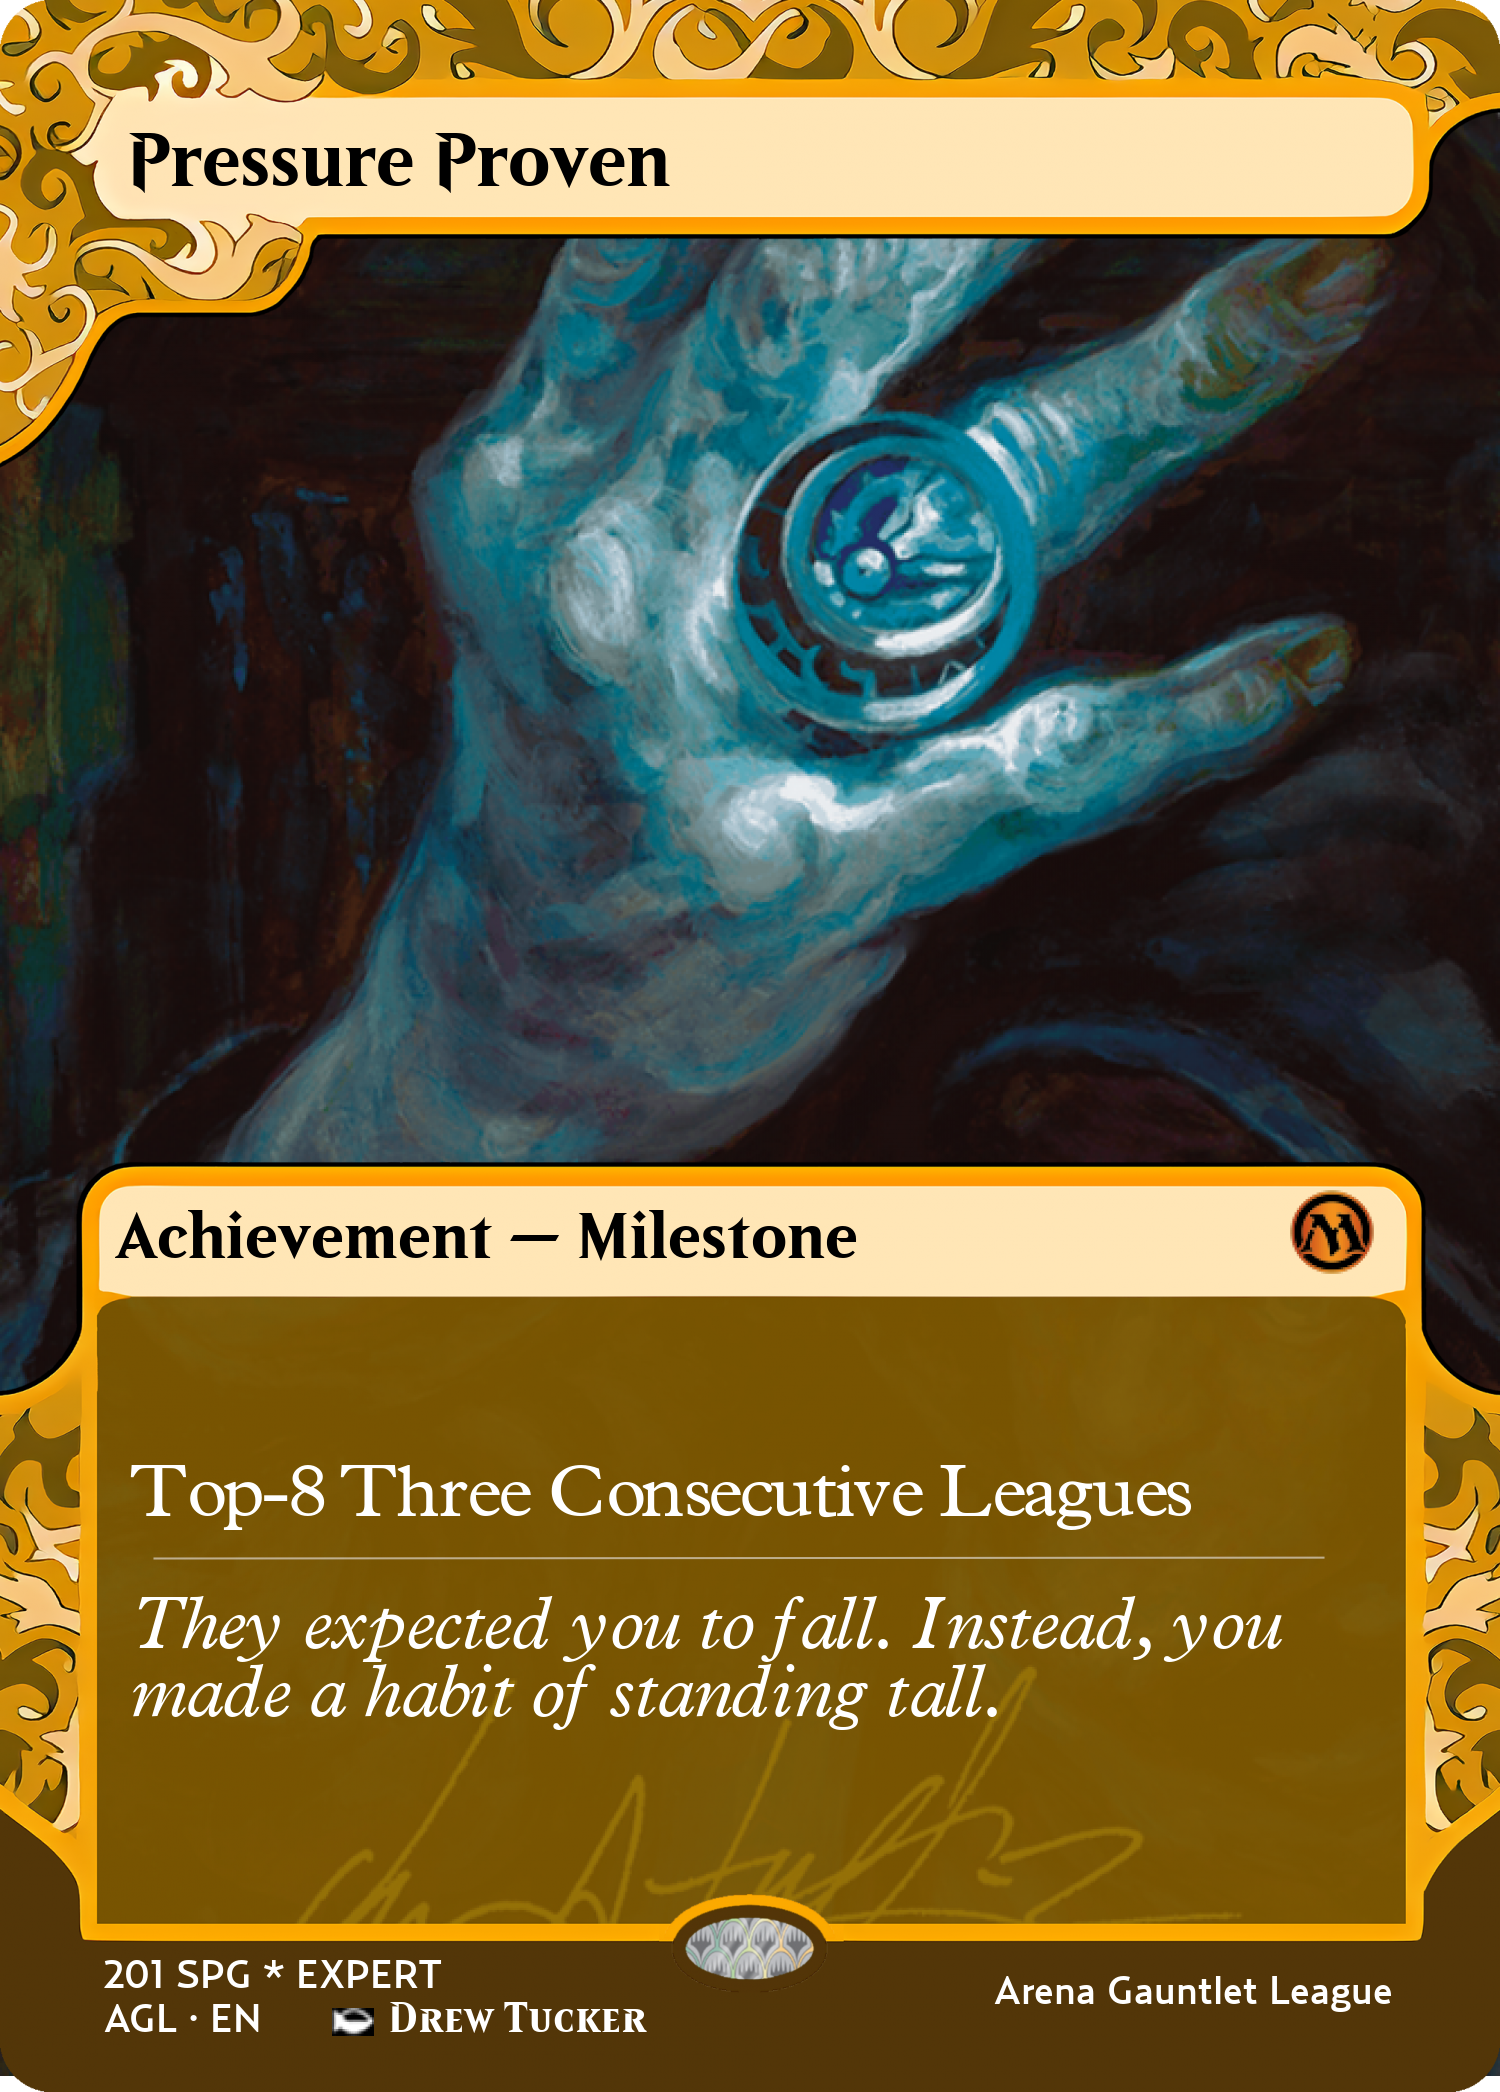 Pressure Proven
Achievement — Milestone
M
Top-8 Three Consecutive Leagues
They expected you to fall. Instead, you
made a habit of standing tall.
201 SPG * EXPERT
Arena Gauntlet League
AGL · EN DREW TUCKER